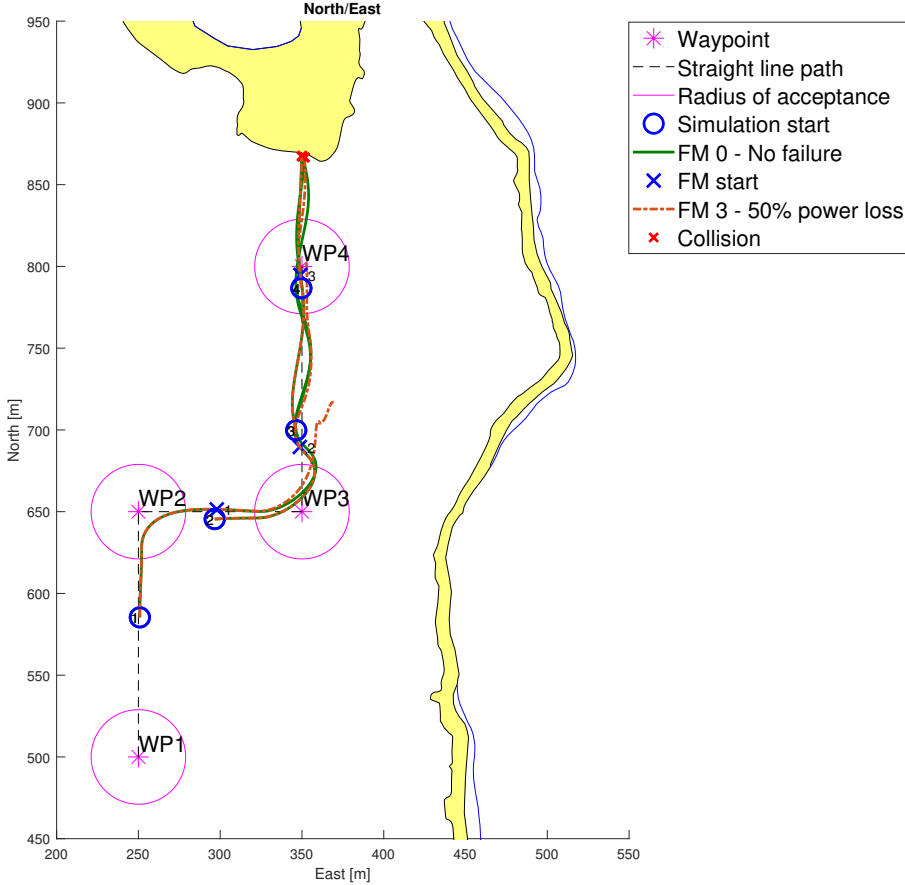 North/East
950
900
850
800
750
700
650
600
550
500
450
North [m]
WP4
3
4
3
2
WP2
WP3
1
2
1
WP1
200
250
300
350
400
450
500
550
East [m]
Waypoint
Straight line path
Radius of acceptance
Simulation start
FM 0 - No failure
FM start
FM 3 - 50% power loss
Collision